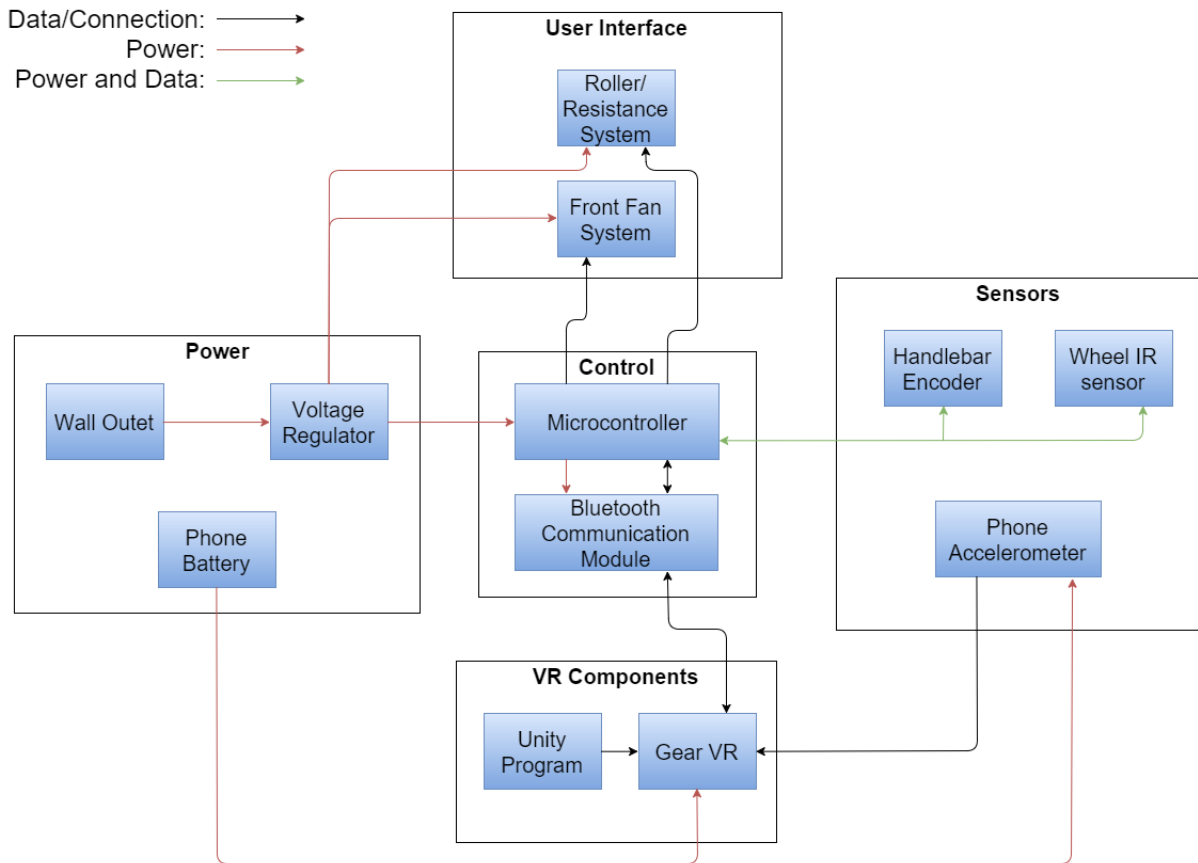 Data/Connection:
Power:
Power and Data:
User Interface
Roller/
Resistance
System
Front Fan
System
Power
Wall Outet
Voltage
Regulator
Phone
Battery
Control
Microcontroller
Bluetooth
Communication
Module
Sensors
Handlebar
Encoder
Wheel IR
sensor
Phone
Accelerometer
VR Components
Unity
Program
Gear VR